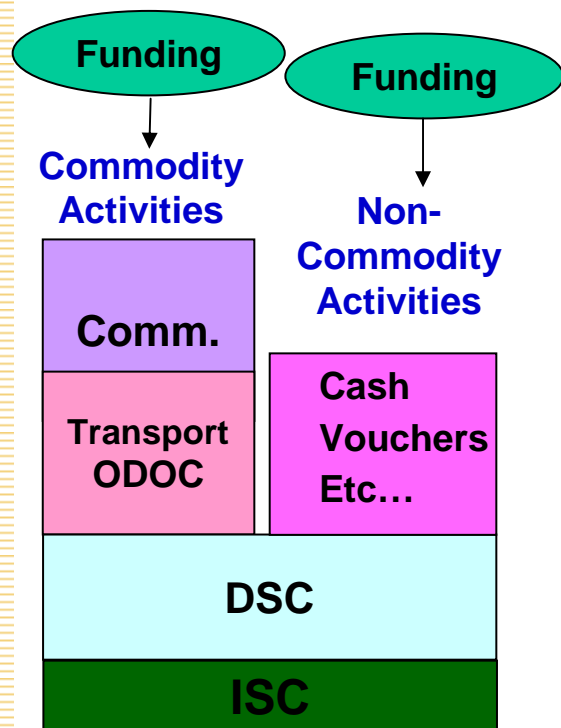 Funding
Commodity
Activities
Comm.
Transport
ODOC
Funding
Non-
Commodity
Activities
Cash
Vouchers
Etc…
DSC
ISC